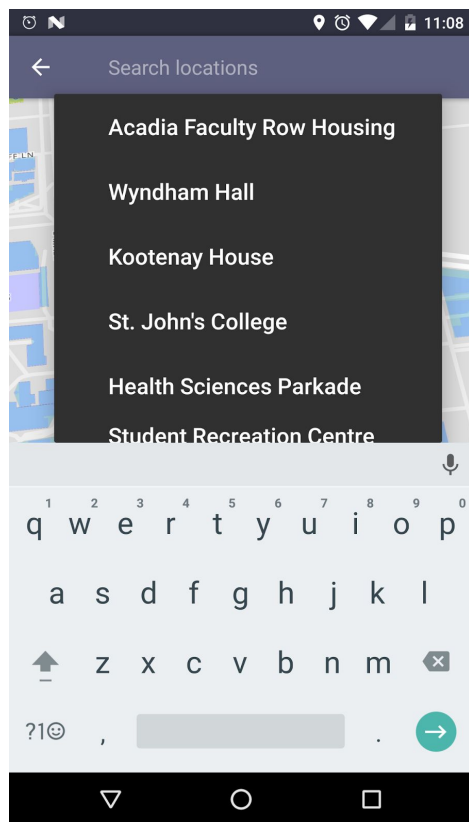 11:08
Search locations
Acadia Faculty Row Housing
Wyndham Hall
Kootenay House
St. John's College
Health Sciences Parkade
Student Recreation Centre
1 2 3 4 5 6 7 8 9 0
q w e r t y u i o p
a s d f g h j k l
z x c v b n m
?1☺ , .